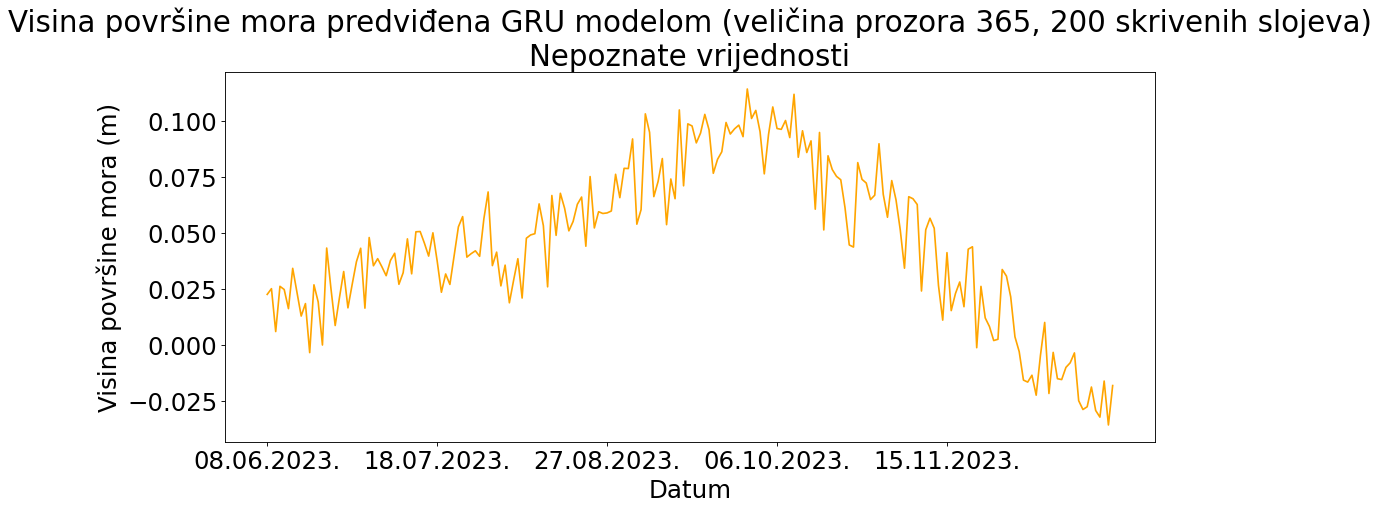 Visina površine mora predviđena GRU modelom (veličina prozora 365, 200 skrivenih slojeva)
Nepoznate vrijednosti
Visina površine mora (m)
0.100
0.075
0.050
0.025
0.000
−0.025
08.06.2023.
18.07.2023.
27.08.2023.
06.10.2023.
15.11.2023.
Datum